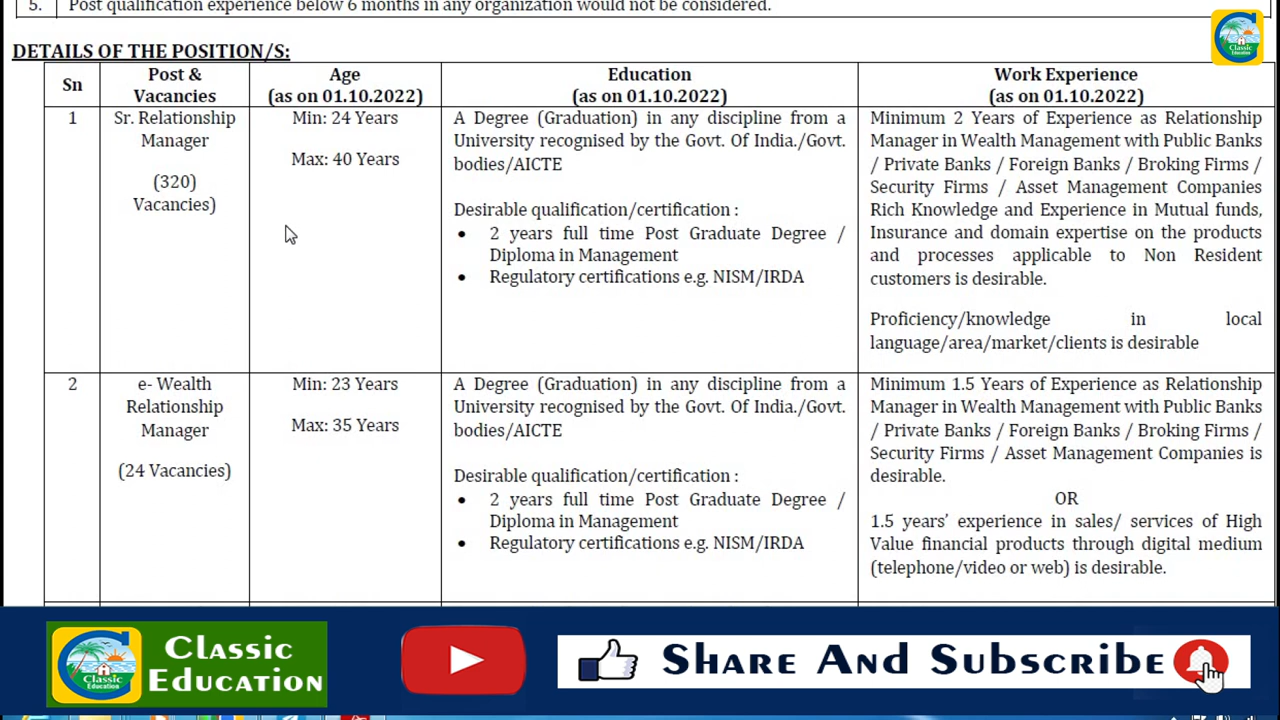 5. Post qualification experience below 6 months in any organization would not be considered.
DETAILS OF THE POSITION/S:
Sn
Post &
Vacancies
Age
(as on 01.10.2022)
Education
(as on 01.10.2022)
Work Experience
(as on 01.10.2022)
1
Sr. Relationship
Manager
(320)
Vacancies)
Min: 24 Years
Max: 40 Years
A Degree (Graduation) in any discipline from a
University recognised by the Govt. Of India./Govt.
bodies/AICTE
Desirable qualification/certification :
• 2 years full time Post Graduate Degree /
Diploma in Management
• Regulatory certifications e.g. NISM/IRDA
Minimum 2 Years of Experience as Relationship
Manager in Wealth Management with Public Banks
/ Private Banks / Foreign Banks / Broking Firms /
Security Firms / Asset Management Companies
Rich Knowledge and Experience in Mutual funds,
Insurance and domain expertise on the products
and processes applicable to Non Resident
customers is desirable.
Proficiency/knowledge in local
language/area/market/clients is desirable
2
e- Wealth
Relationship
Manager
(24 Vacancies)
Min: 23 Years
Max: 35 Years
A Degree (Graduation) in any discipline from a
University recognised by the Govt. Of India./Govt.
bodies/AICTE
Desirable qualification/certification :
• 2 years full time Post Graduate Degree /
Diploma in Management
• Regulatory certifications e.g. NISM/IRDA
Minimum 1.5 Years of Experience as Relationship
Manager in Wealth Management with Public Banks
/ Private Banks / Foreign Banks / Broking Firms /
Security Firms / Asset Management Companies is
desirable.
OR
1.5 years’ experience in sales/ services of High
Value financial products through digital medium
(telephone/video or web) is desirable.
Classic
Education
Classic
Education
Classic
Education
Share And Subscribe